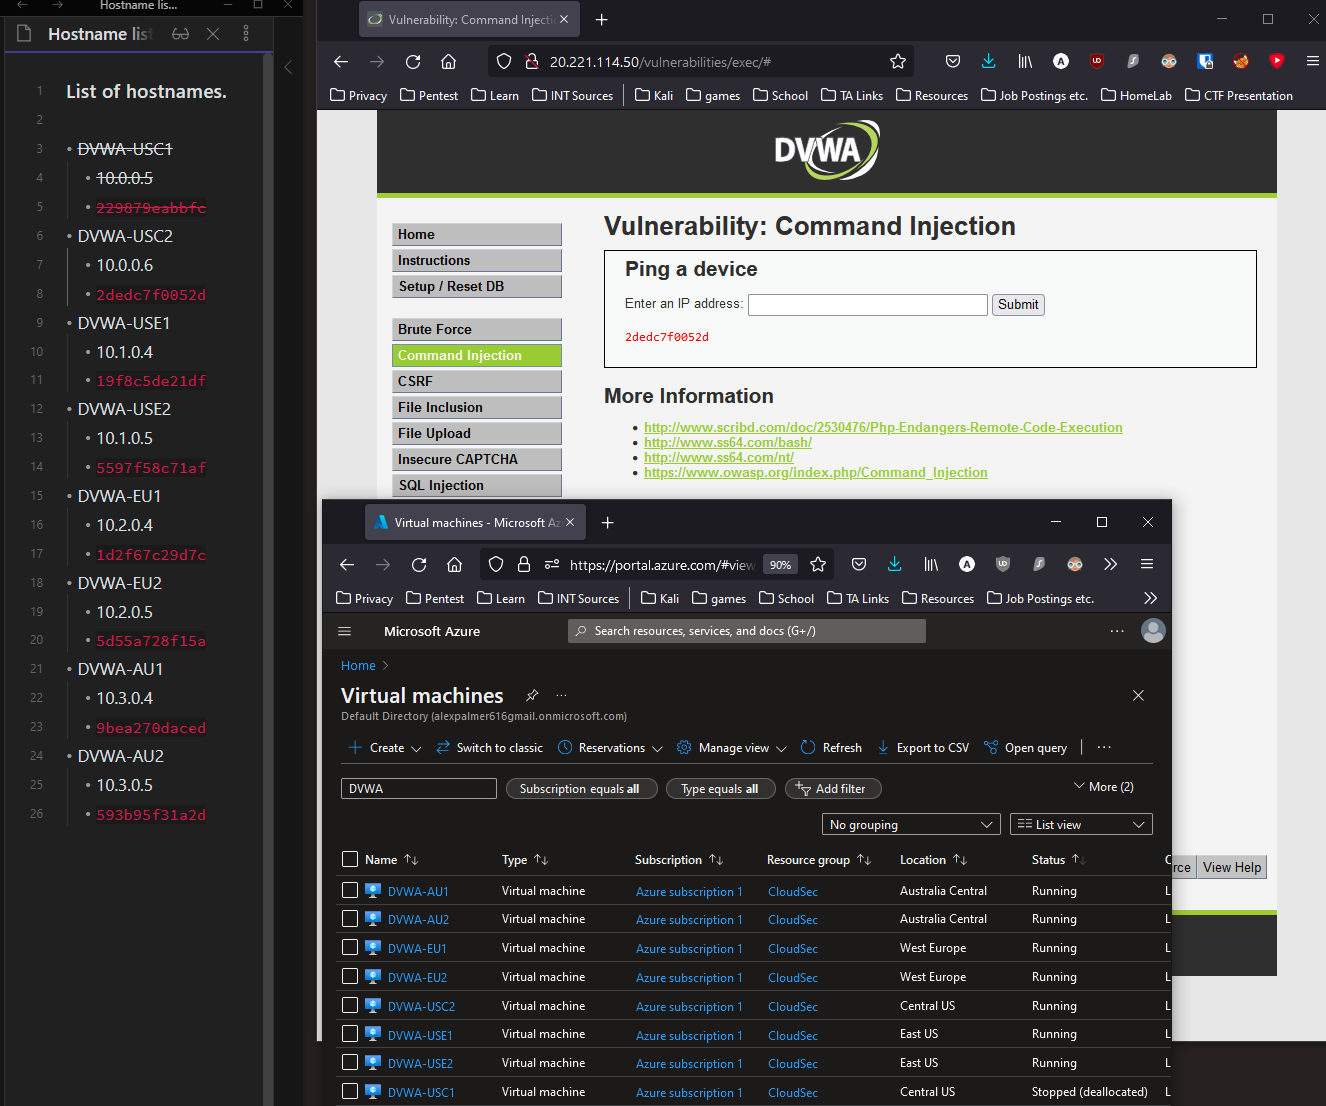 Hostname lis...
Hostname list
1 List of hostnames.
2
3 • DVWA-USC1
4 • 10.0.0.5
5 • 229879eabbfc
6 • DVWA-USC2
7 • 10.0.0.6
8 • 2dedc7f0052d
9 • DVWA-USE1
10 • 10.1.0.4
11 • 19f8c5de21df
12 • DVWA-USE2
13 • 10.1.0.5
14 • 5597f58c71af
15 • DVWA-EU1
16 • 10.2.0.4
17 • 1d2f67c29d7c
18 • DVWA-EU2
19 • 10.2.0.5
20 • 5d55a728f15a
21 • DVWA-AU1
22 • 10.3.0.4
23 • 9bea270daced
24 • DVWA-AU2
25 • 10.3.0.5
26 • 593b95f31a2d
Vulnerability: Command Injectio
20.221.114.50/vulnerabilities/exec/#
Privacy Pentest Learn INT Sources Kali games School TA Links Resources Job Postings etc. HomeLab CTF Presentation
DVWA
Home
Instructions
Setup / Reset DB
Brute Force
Command Injection
CSRF
File Inclusion
File Upload
Insecure CAPTCHA
SQL Injection
Vulnerability: Command Injection
Ping a device
Enter an IP address: Submit
2dedc7f0052d
More Information
• http://www.scribd.com/doc/2530476/Php-Endangers-Remote-Code-Execution
• http://www.ss64.com/bash/
• http://www.ss64.com/nt/
• https://www.owasp.org/index.php/Command_Injection
rce View Help
Virtual machines - Microsoft Az
https://portal.azure.com/#view 90%
Privacy Pentest Learn INT Sources Kali games School TA Links Resources Job Postings etc.
Microsoft Azure Search resources, services, and docs (G+/)
Home >
Virtual machines
Default Directory (alexpalmer616gmail.onmicrosoft.com)
Create Switch to classic Reservations Manage view Refresh Export to CSV Open query
DVWA Subscription equals all Type equals all Add filter More (2)
No grouping List view
Name Type Subscription Resource group Location Status
DVWA-AU1 Virtual machine Azure subscription 1 CloudSec Australia Central Running L
DVWA-AU2 Virtual machine Azure subscription 1 CloudSec Australia Central Running L
DVWA-EU1 Virtual machine Azure subscription 1 CloudSec West Europe Running L
DVWA-EU2 Virtual machine Azure subscription 1 CloudSec West Europe Running L
DVWA-USC2 Virtual machine Azure subscription 1 CloudSec Central US Running L
DVWA-USE1 Virtual machine Azure subscription 1 CloudSec East US Running L
DVWA-USE2 Virtual machine Azure subscription 1 CloudSec East US Running L
DVWA-USC1 Virtual machine Azure subscription 1 CloudSec Central US Stopped (deallocated) L